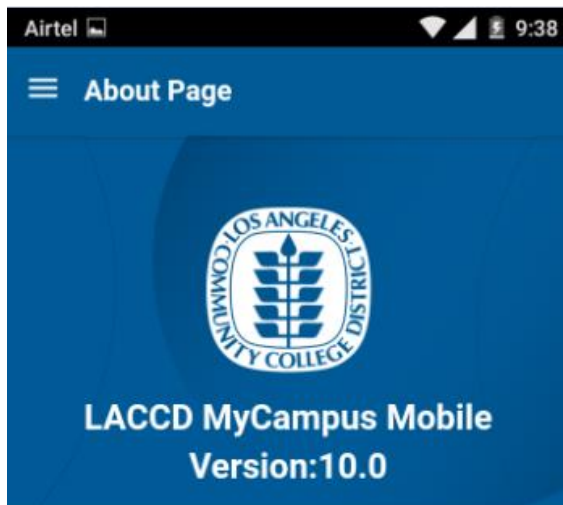 Airtel 9:38
About Page
LOS ANGELES
COMMUNITY COLLEGE DISTRICT
LACCD MyCampus Mobile
Version:10.0